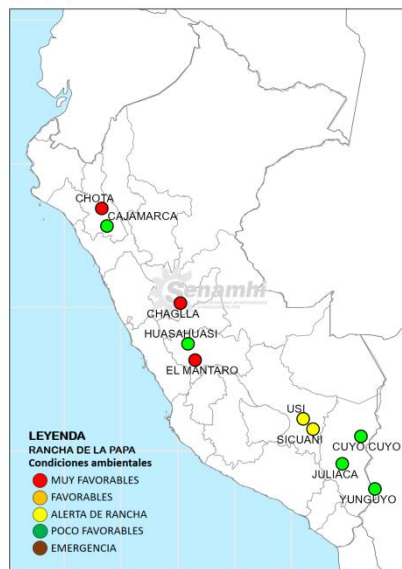 CHOTA
CAJAMARCA
Senamhi
CHAGLLA
HUASAHUASI
EL MANTARO
USI
SICUANI
CUYO CUYO
JULIACA
YUNGUYO
LEYENDA
RANCHA DE LA PAPA
Condiciones ambientales
MUY FAVORABLES
FAVORABLES
ALERTA DE RANCHA
POCO FAVORABLES
EMERGENCIA